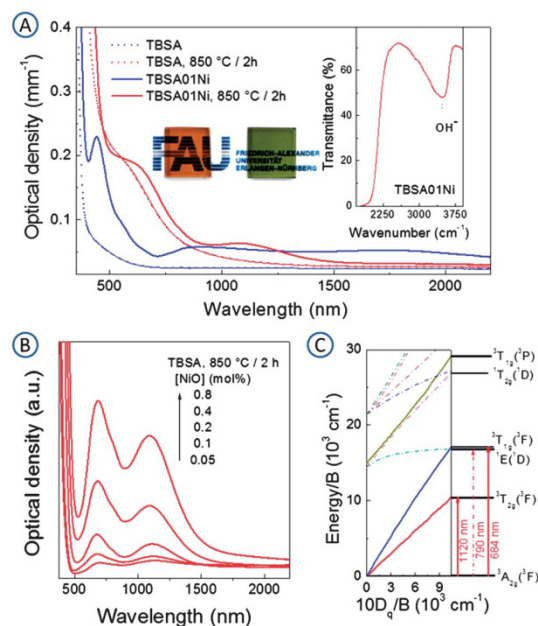 A
Optical density (mm⁻¹)
0.4
0.3
0.2
0.1
TBSA
TBSA, 850 °C / 2h
TBSA01Ni
TBSA01Ni, 850 °C / 2h
FAU
FRIEDRICH-ALEXANDER
UNIVERSITÄT
ERLANGEN-NÜRNBERG
Transmittance (%)
60
40
20
0
OH⁻
TBSA01Ni
2250 3000 3750
Wavenumber (cm⁻¹)
500 1000 1500 2000
Wavelength (nm)
B
Optical density (a.u.)
TBSA, 850 °C / 2 h
[NiO] (mol%)
0.8
0.4
0.2
0.1
0.05
500 1000 1500 2000
Wavelength (nm)
C
Energy/B (10³ cm⁻¹)
30
20
10
0
³T₁g(³P)
¹T₂g(¹D)
³T₁g(³F)
¹E(¹D)
³T₂g(³F)
³A₂g(³F)
1120 nm
790 nm
684 nm
0 3 6 9
10Dq/B (10³ cm⁻¹)